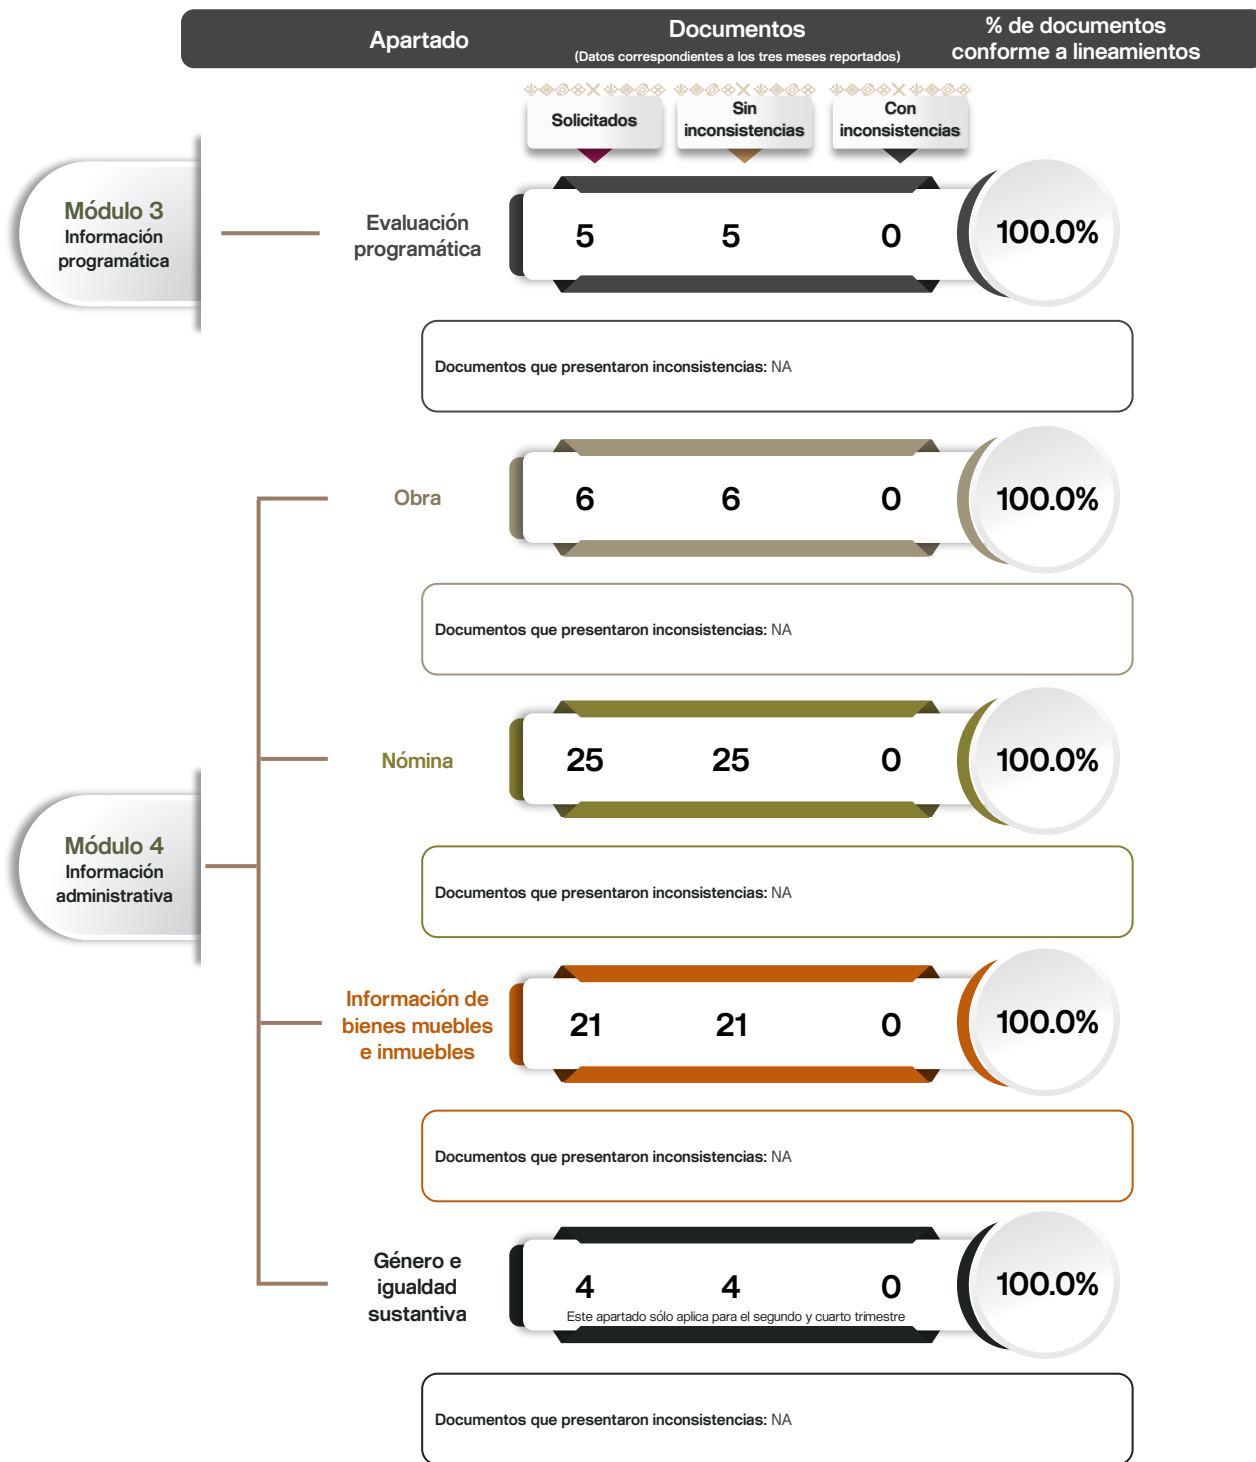 Apartado
Documentos
(Datos correspondientes a los tres meses reportados)
% de documentos
conforme a lineamientos
Solicitados
Sin
inconsistencias
Con
inconsistencias
Módulo 3
Información
programática
Evaluación
programática
5 5 0 100.0%
Documentos que presentaron inconsistencias: NA
Obra
6 6 0 100.0%
Documentos que presentaron inconsistencias: NA
Módulo 4
Información
administrativa
Nómina
25 25 0 100.0%
Documentos que presentaron inconsistencias: NA
Información de
bienes muebles
e inmuebles
21 21 0 100.0%
Documentos que presentaron inconsistencias: NA
Género e
igualdad
sustantiva
4 4 0 100.0%
Este apartado sólo aplica para el segundo y cuarto trimestre
Documentos que presentaron inconsistencias: NA